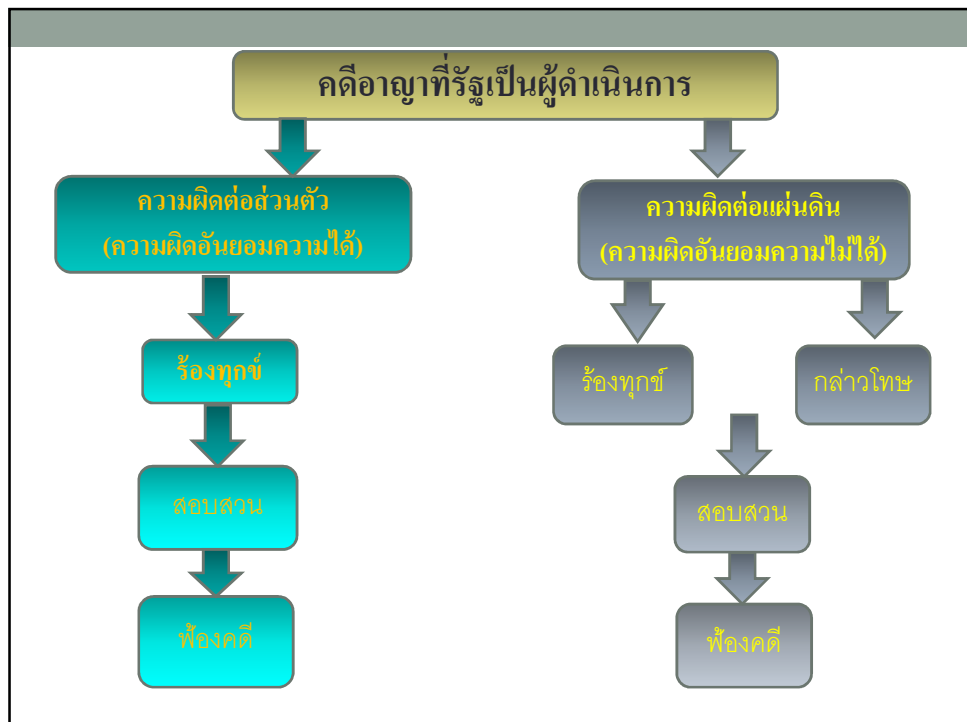 คดีอาญาที่รัฐเป็นผู้ดำเนินการ
ความผิดต่อส่วนตัว
(ความผิดอันยอมความได้)
ร้องทุกข์
สอบสวน
ฟ้องคดี
ความผิดต่อแผ่นดิน
(ความผิดอันยอมความไม่ได้)
ร้องทุกข์
กล่าวโทษ
สอบสวน
ฟ้องคดี